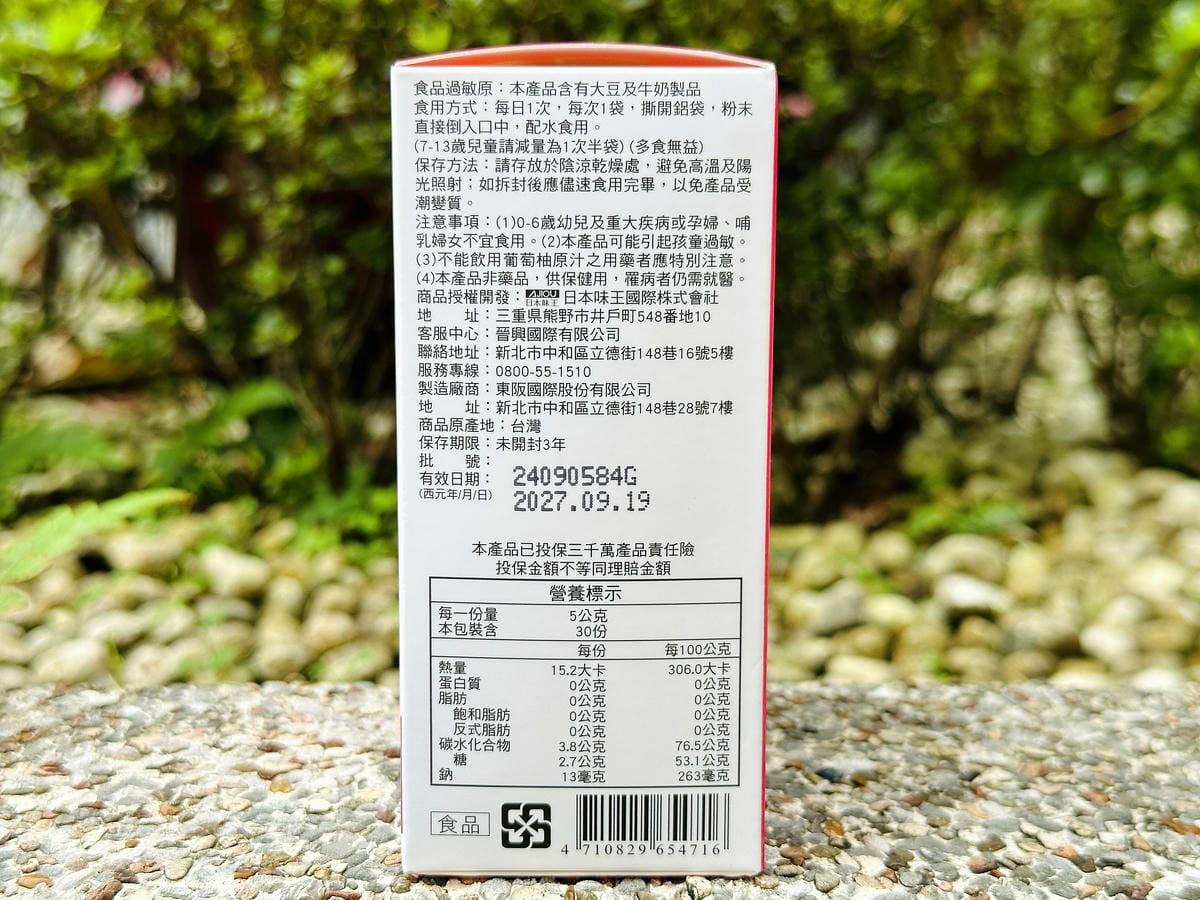 食品過敏原：本產品含有大豆及牛奶製品
食用方式：每日1次，每次1袋，撕開鋁袋，粉末
直接倒入口中，配水食用。
(7-13歲兒童請減量為1次半袋) (多食無益)
保存方法：請存放於陰涼乾燥處，避免高溫及陽
光照射；如拆封後應儘速食用完畢，以免產品受
潮變質。
注意事項：(1)0-6歲幼兒及重大疾病或孕婦、哺
乳婦女不宜食用。(2)本產品可能引起孩童過敏。
(3)不能飲用葡萄柚原汁之用藥者應特別注意。
(4)本產品非藥品，供保健用，罹病者仍需就醫。
商品授權開發：AJIOU 日本味王 日本味王國際株式會社
地　　址：三重県熊野市井戶町548番地10
客服中心：晉興國際有限公司
聯絡地址：新北市中和區立德街148巷16號5樓
服務專線：0800-55-1510
製造廠商：東阪國際股份有限公司
地　　址：新北市中和區立德街148巷28號7樓
商品原產地：台灣
保存期限：未開封3年
批　　號：
有效日期：24090584G
(西元年/月/日) 2027.09.19
本產品已投保三千萬產品責任險
投保金額不等同理賠金額
營養標示
每一份量 5公克
本包裝含 30份
每份 每100公克
熱量 15.2大卡 306.0大卡
蛋白質 0公克 0公克
脂肪 0公克 0公克
飽和脂肪 0公克 0公克
反式脂肪 0公克 0公克
碳水化合物 3.8公克 76.5公克
糖 2.7公克 53.1公克
鈉 13毫克 263毫克
食品
4 710829 654716